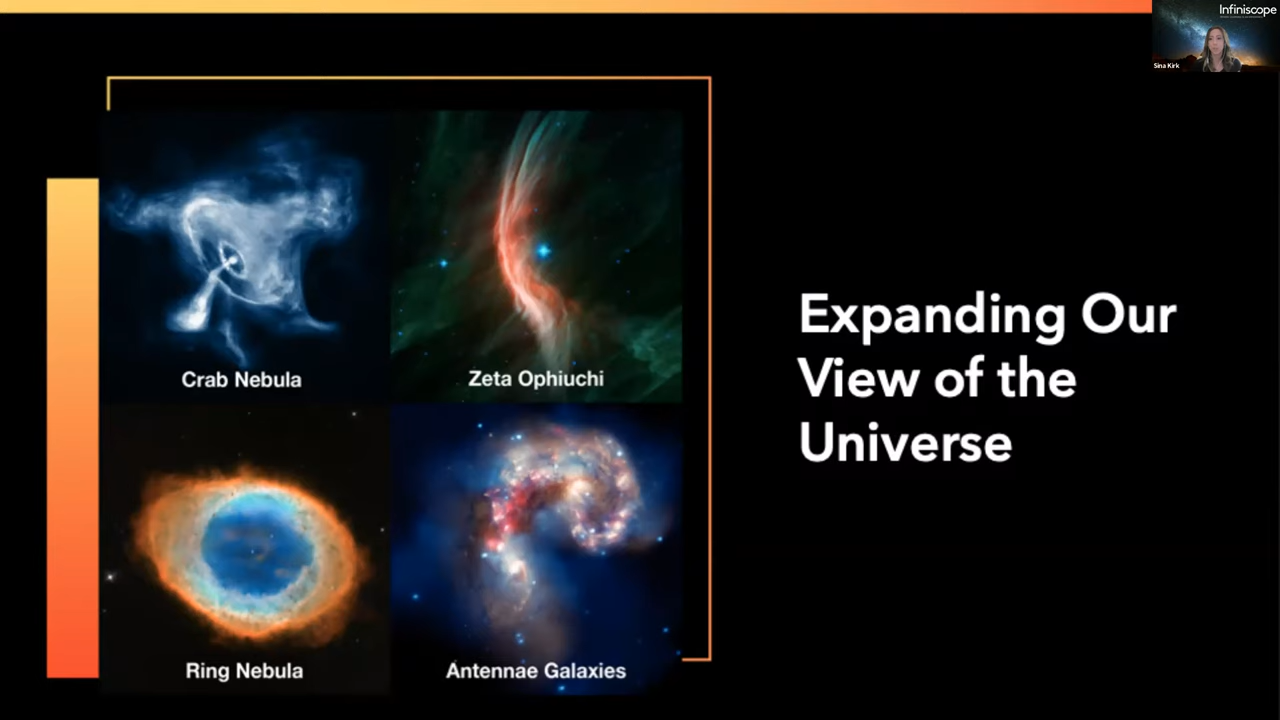 Infiniscope
Sina Kirk
Crab Nebula
Zeta Ophiuchi
Ring Nebula
Antennae Galaxies
Expanding Our
View of the
Universe